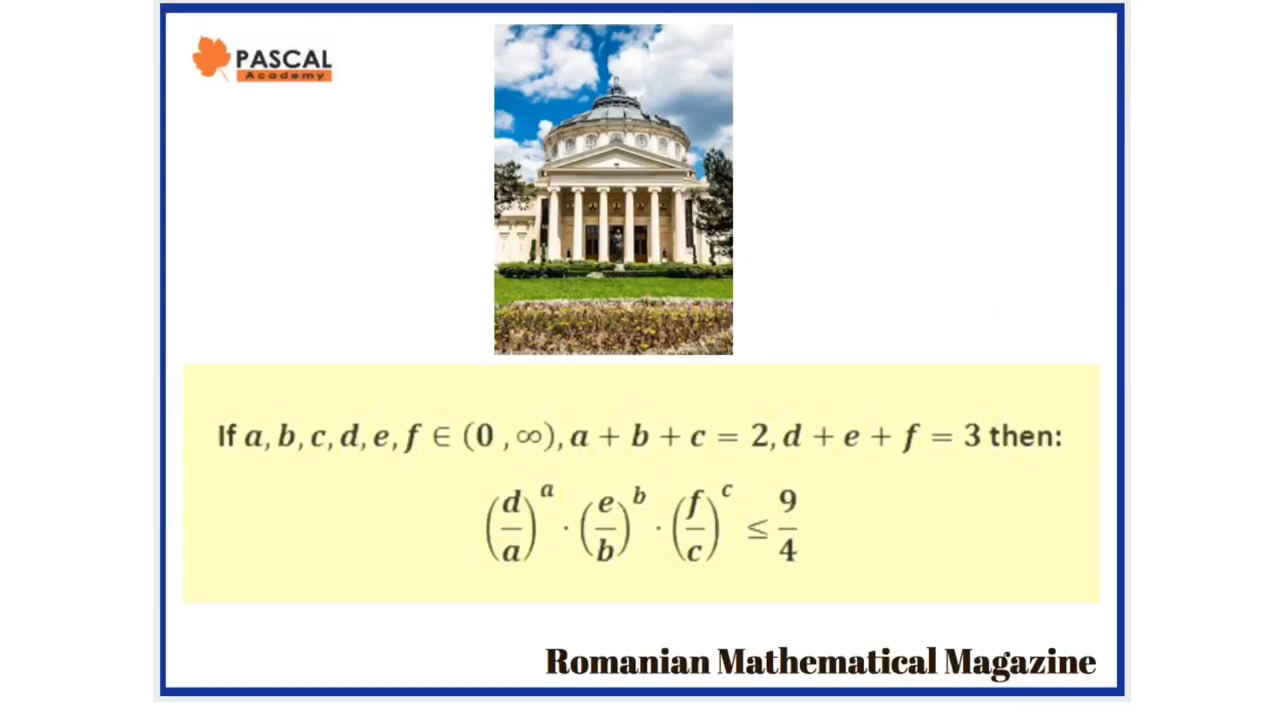 PASCAL
Academy
If a, b, c, d, e, f ∈ (0 , ∞), a + b + c = 2, d + e + f = 3 then:
(d/a)^a · (e/b)^b · (f/c)^c ≤ 9/4
Romanian Mathematical Magazine